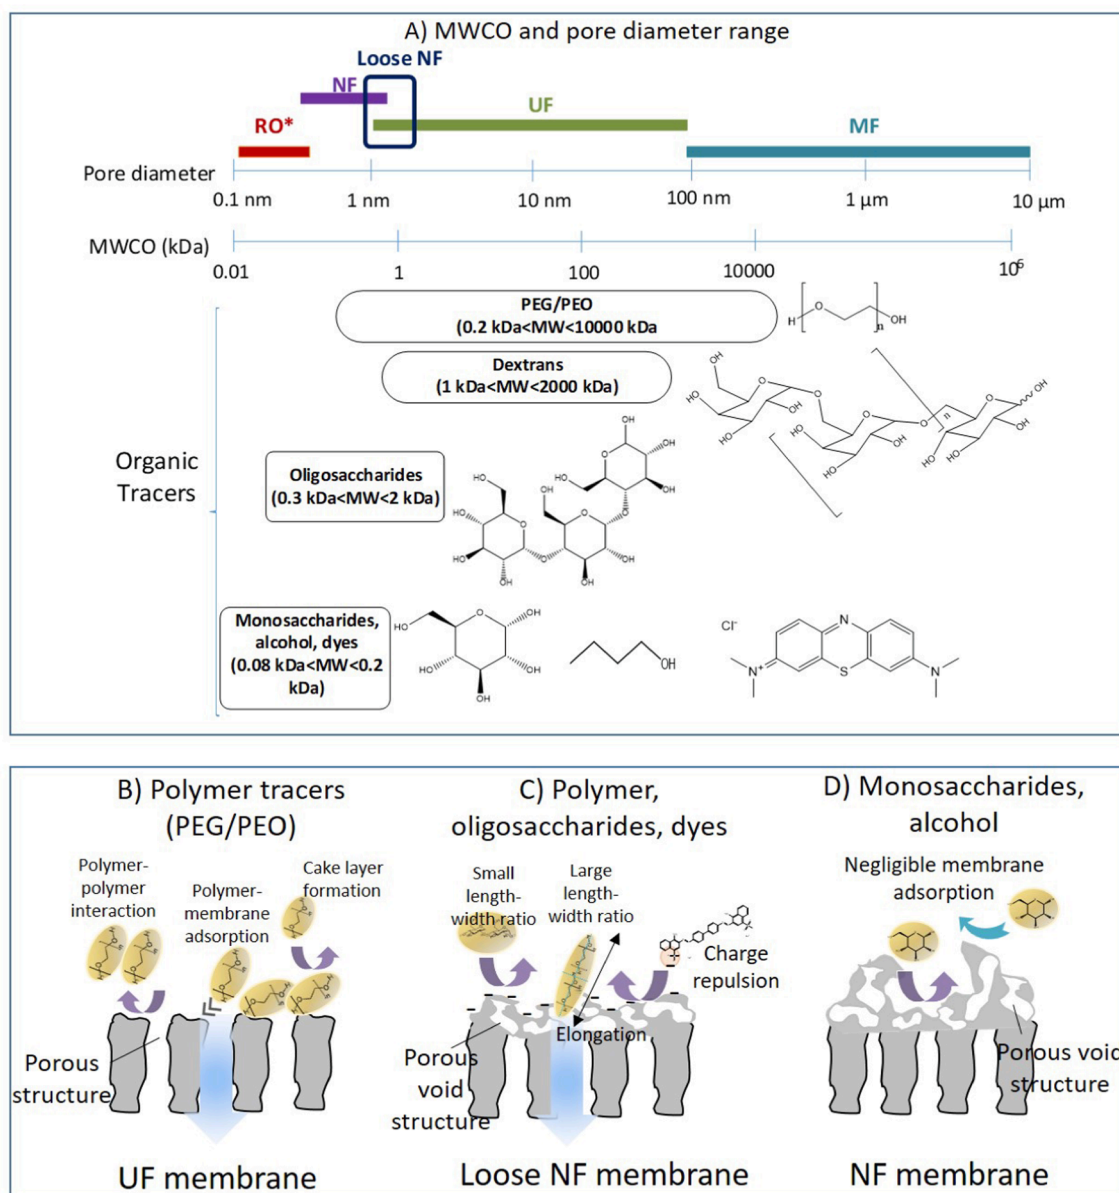 A) MWCO and pore diameter range
Loose NF
NF
UF
RO*
MF
Pore diameter
0.1 nm
1 nm
10 nm
100 nm
1 µm
10 µm
MWCO (kDa)
0.01
1
100
10000
10⁶
PEG/PEO
(0.2 kDa<MW<10000 kDa
H
O
OH
n
Dextrans
(1 kDa<MW<2000 kDa)
Organic
Tracers
Oligosaccharides
(0.3 kDa<MW<2 kDa)
Monosaccharides,
alcohol, dyes
(0.08 kDa<MW<0.2
kDa)
HO
O
OH
OH
OH
OH
OH
Cl⁻
N
S
N⁺
N
B) Polymer tracers
(PEG/PEO)
Polymer-
polymer
interaction
Polymer-
membrane
adsorption
Cake layer
formation
Porous
structure
UF membrane
C) Polymer,
oligosaccharides, dyes
Small
length-
width ratio
Large
length-
width ratio
Charge
repulsion
Elongation
Porous
void
structure
Loose NF membrane
D) Monosaccharides,
alcohol
Negligible membrane
adsorption
Porous void
structure
NF membrane